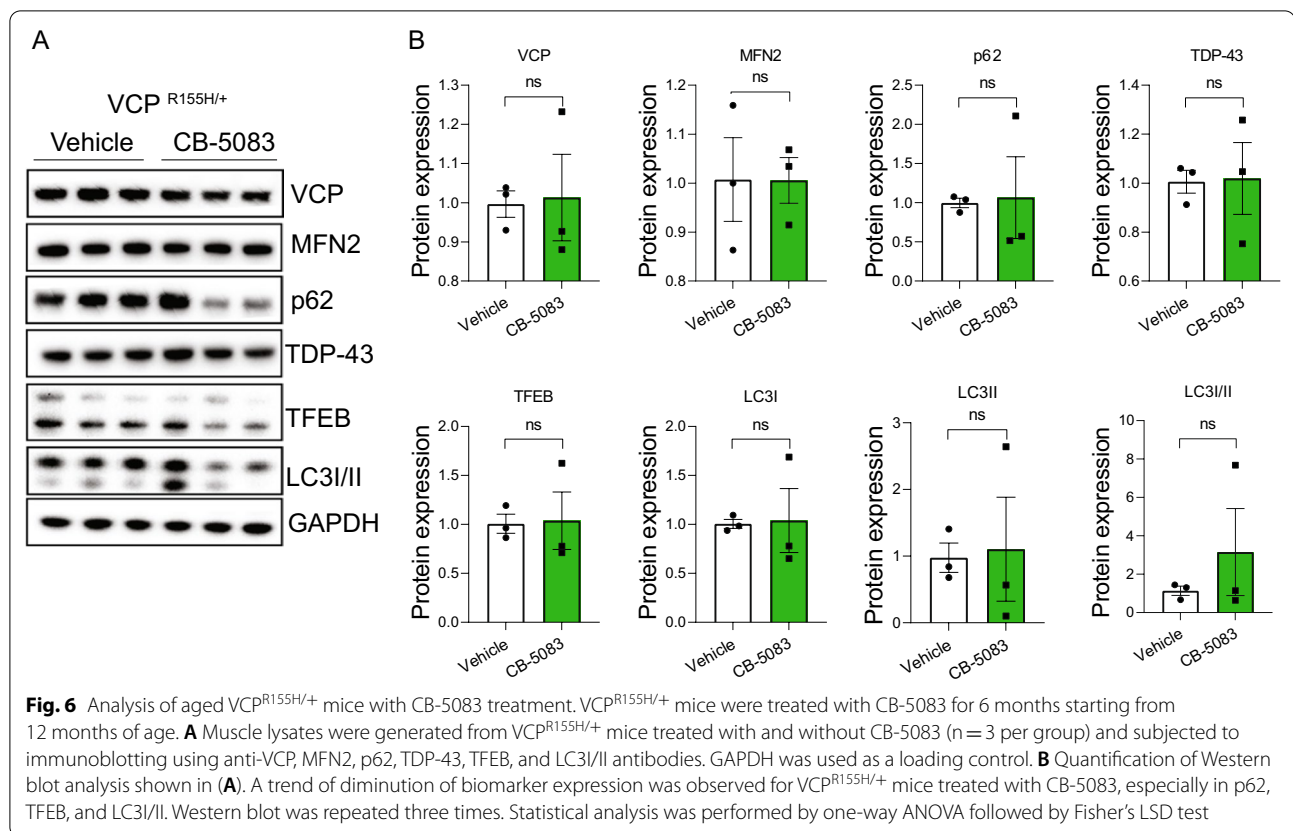 A
VCP R155H/+
Vehicle CB-5083
VCP
MFN2
p62
TDP-43
TFEB
LC3I/II
GAPDH
B
VCP
ns
Protein expression
1.3
1.2
1.1
1.0
0.9
0.8
Vehicle
CB-5083
MFN2
ns
Protein expression
1.2
1.1
1.0
0.9
0.8
Vehicle
CB-5083
p62
ns
Protein expression
2.5
2.0
1.5
1.0
0.5
0.0
Vehicle
CB-5083
TDP-43
ns
Protein expression
1.4
1.2
1.0
0.8
0.6
Vehicle
CB-5083
TFEB
ns
Protein expression
2.0
1.5
1.0
0.5
0.0
Vehicle
CB-5083
LC3I
ns
Protein expression
2.0
1.5
1.0
0.5
0.0
Vehicle
CB-5083
LC3II
ns
Protein expression
3
2
1
0
Vehicle
CB-5083
LC3I/II
ns
Protein expression
10
8
6
4
2
0
Vehicle
CB-5083
Fig. 6 Analysis of aged VCPR155H/+ mice with CB-5083 treatment. VCPR155H/+ mice were treated with CB-5083 for 6 months starting from
12 months of age. A Muscle lysates were generated from VCPR155H/+ mice treated with and without CB-5083 (n = 3 per group) and subjected to
immunoblotting using anti-VCP, MFN2, p62, TDP-43, TFEB, and LC3I/II antibodies. GAPDH was used as a loading control. B Quantification of Western
blot analysis shown in (A). A trend of diminution of biomarker expression was observed for VCPR155H/+ mice treated with CB-5083, especially in p62,
TFEB, and LC3I/II. Western blot was repeated three times. Statistical analysis was performed by one-way ANOVA followed by Fisher's LSD test